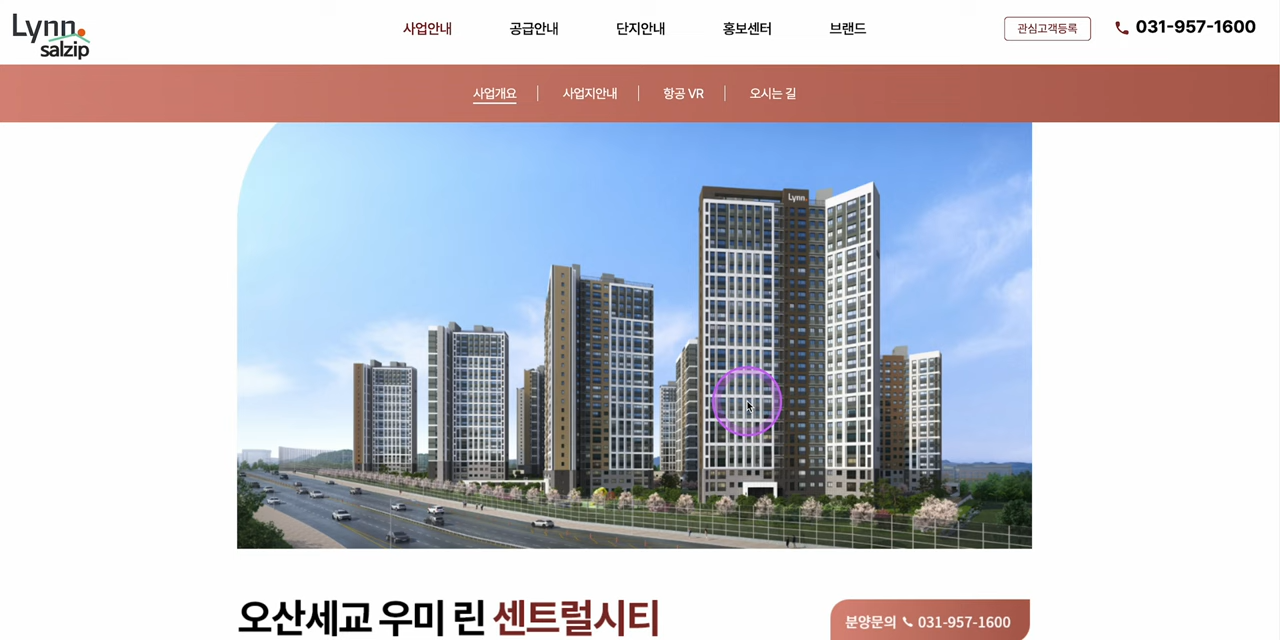 Lynn.
salzip
사업안내 공급안내 단지안내 홍보센터 브랜드
관심고객등록
031-957-1600
사업개요 사업지안내 항공 VR 오시는 길
Lynn.
오산세교 우미 린 센트럴시티
분양문의 031-957-1600